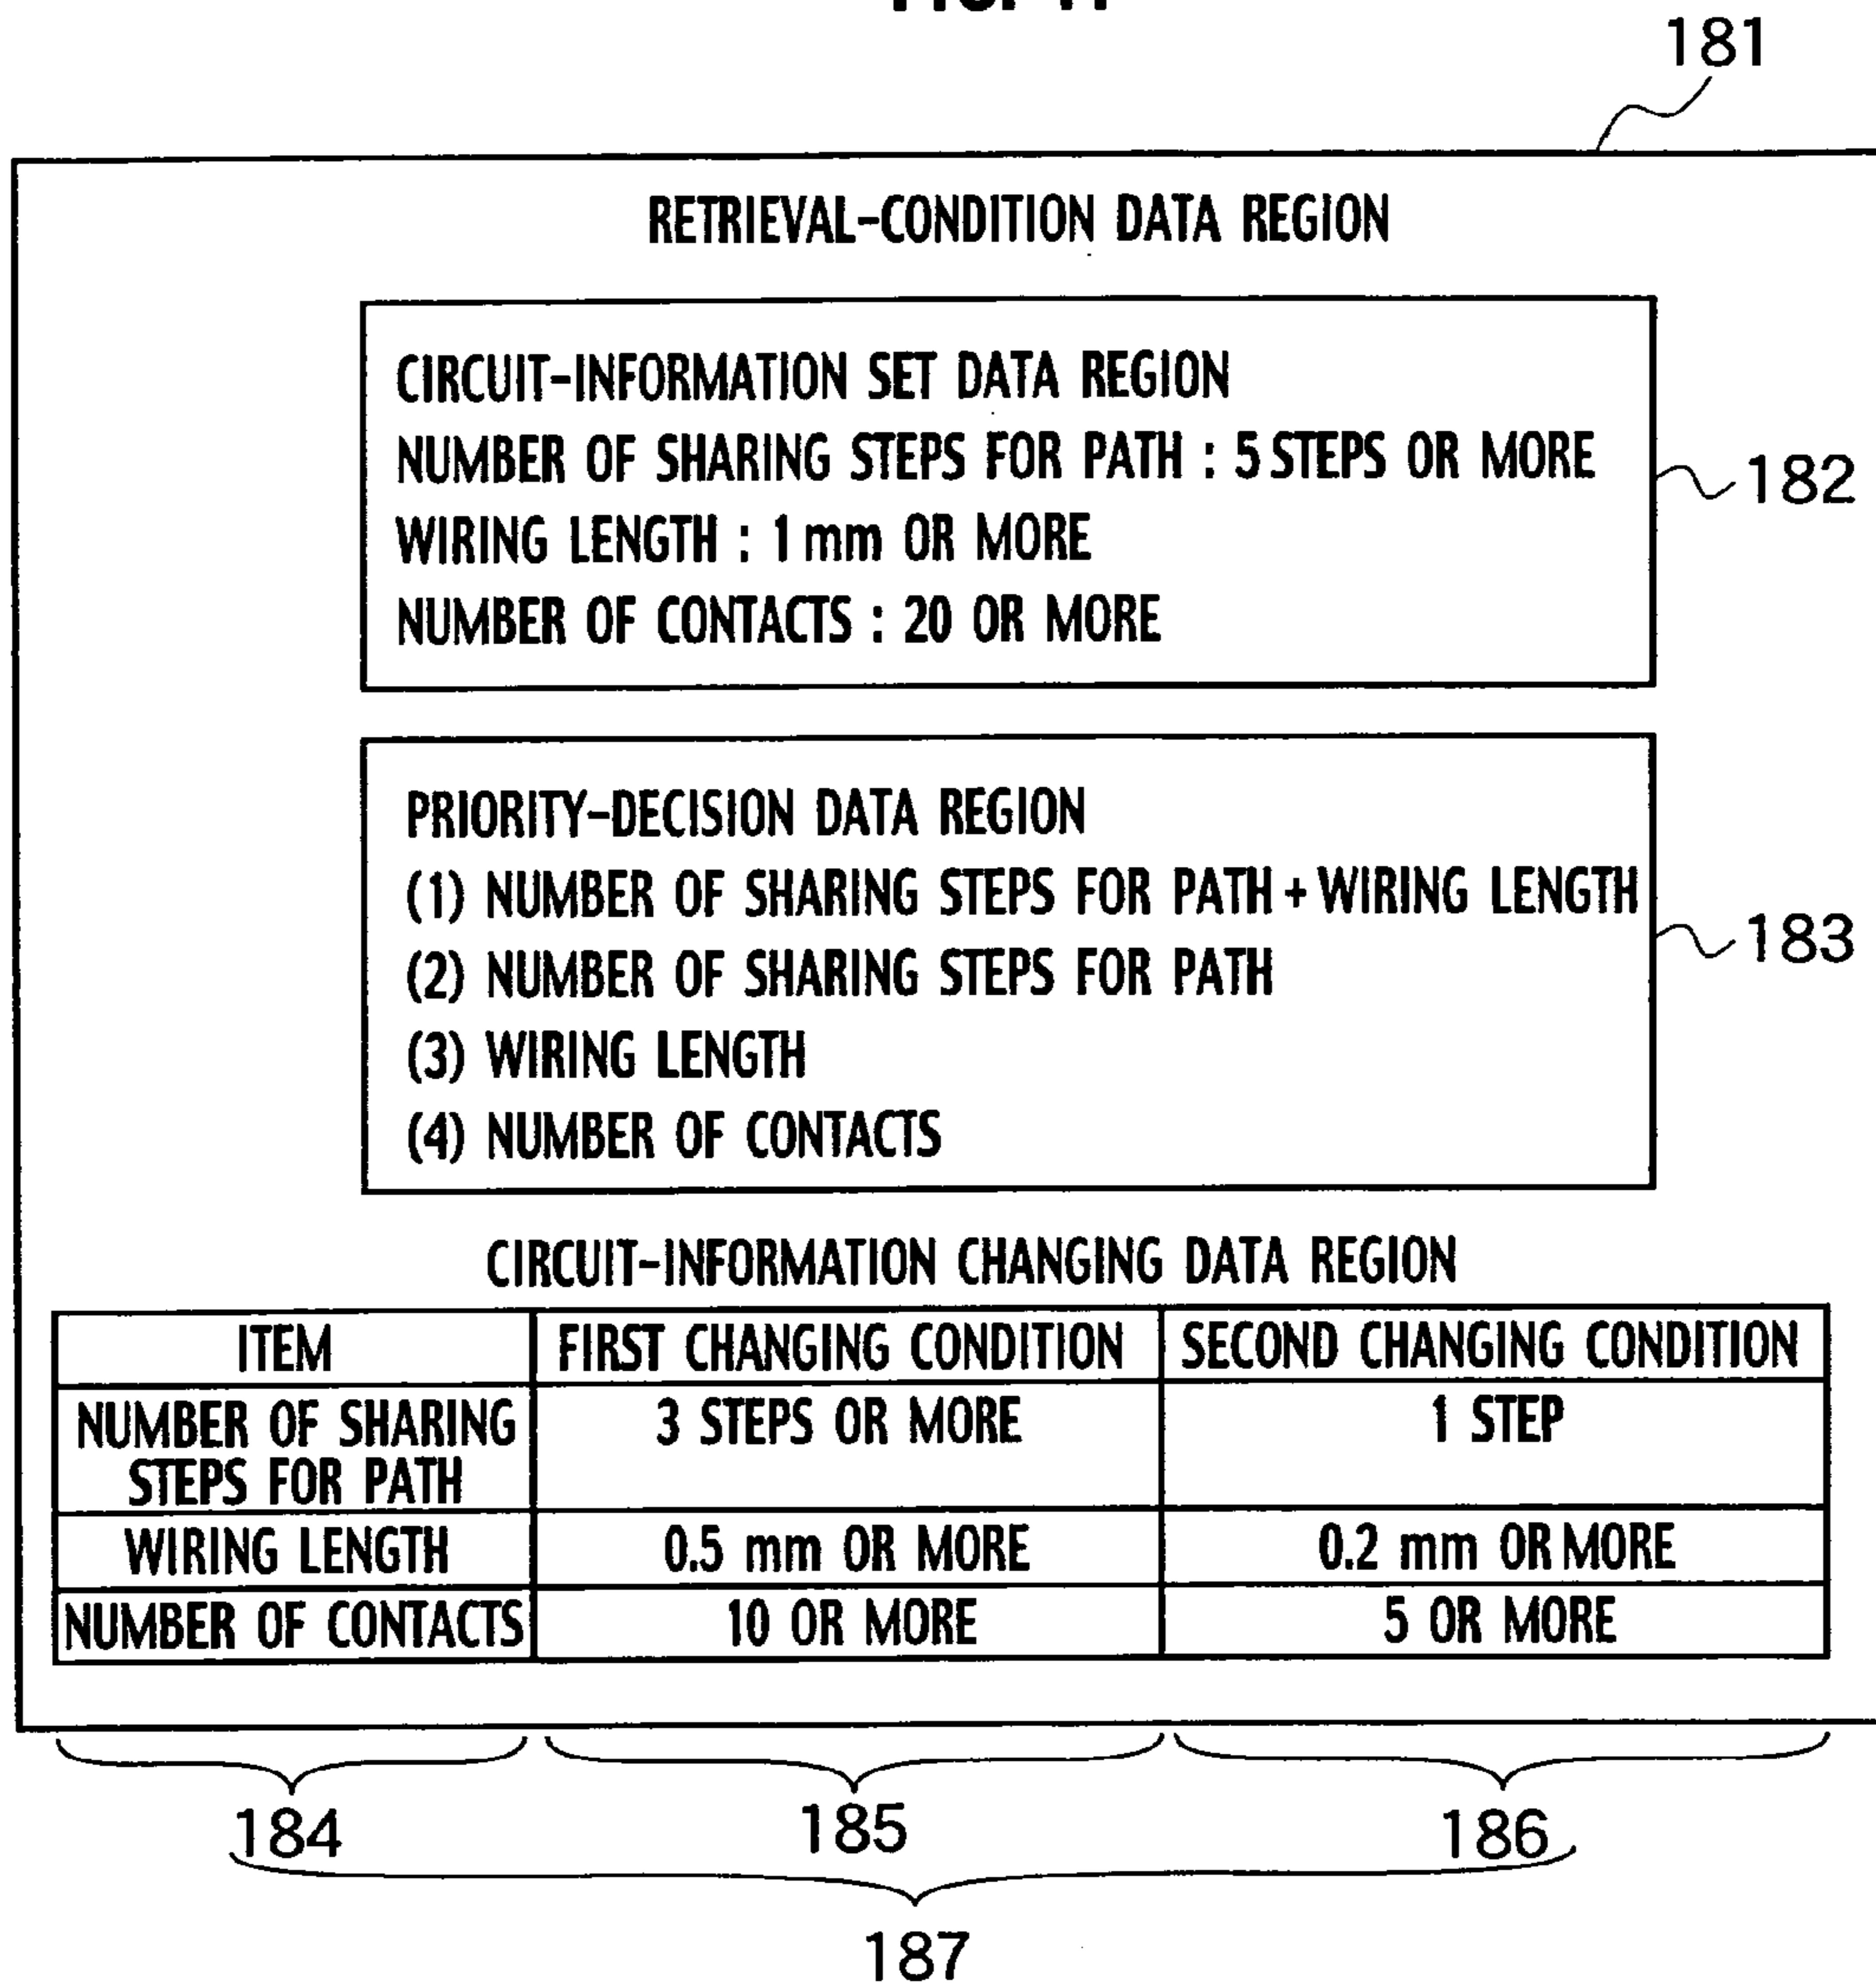 181
RETRIEVAL-CONDITION DATA REGION
CIRCUIT-INFORMATION SET DATA REGION
NUMBER OF SHARING STEPS FOR PATH : 5 STEPS OR MORE
WIRING LENGTH : 1 mm OR MORE
NUMBER OF CONTACTS : 20 OR MORE
182
PRIORITY-DECISION DATA REGION
(1) NUMBER OF SHARING STEPS FOR PATH + WIRING LENGTH
(2) NUMBER OF SHARING STEPS FOR PATH
(3) WIRING LENGTH
(4) NUMBER OF CONTACTS
183
CIRCUIT-INFORMATION CHANGING DATA REGION
ITEM FIRST CHANGING CONDITION SECOND CHANGING CONDITION
NUMBER OF SHARING 3 STEPS OR MORE 1 STEP
STEPS FOR PATH
WIRING LENGTH 0.5 mm OR MORE 0.2 mm OR MORE
NUMBER OF CONTACTS 10 OR MORE 5 OR MORE
184 185 186
187